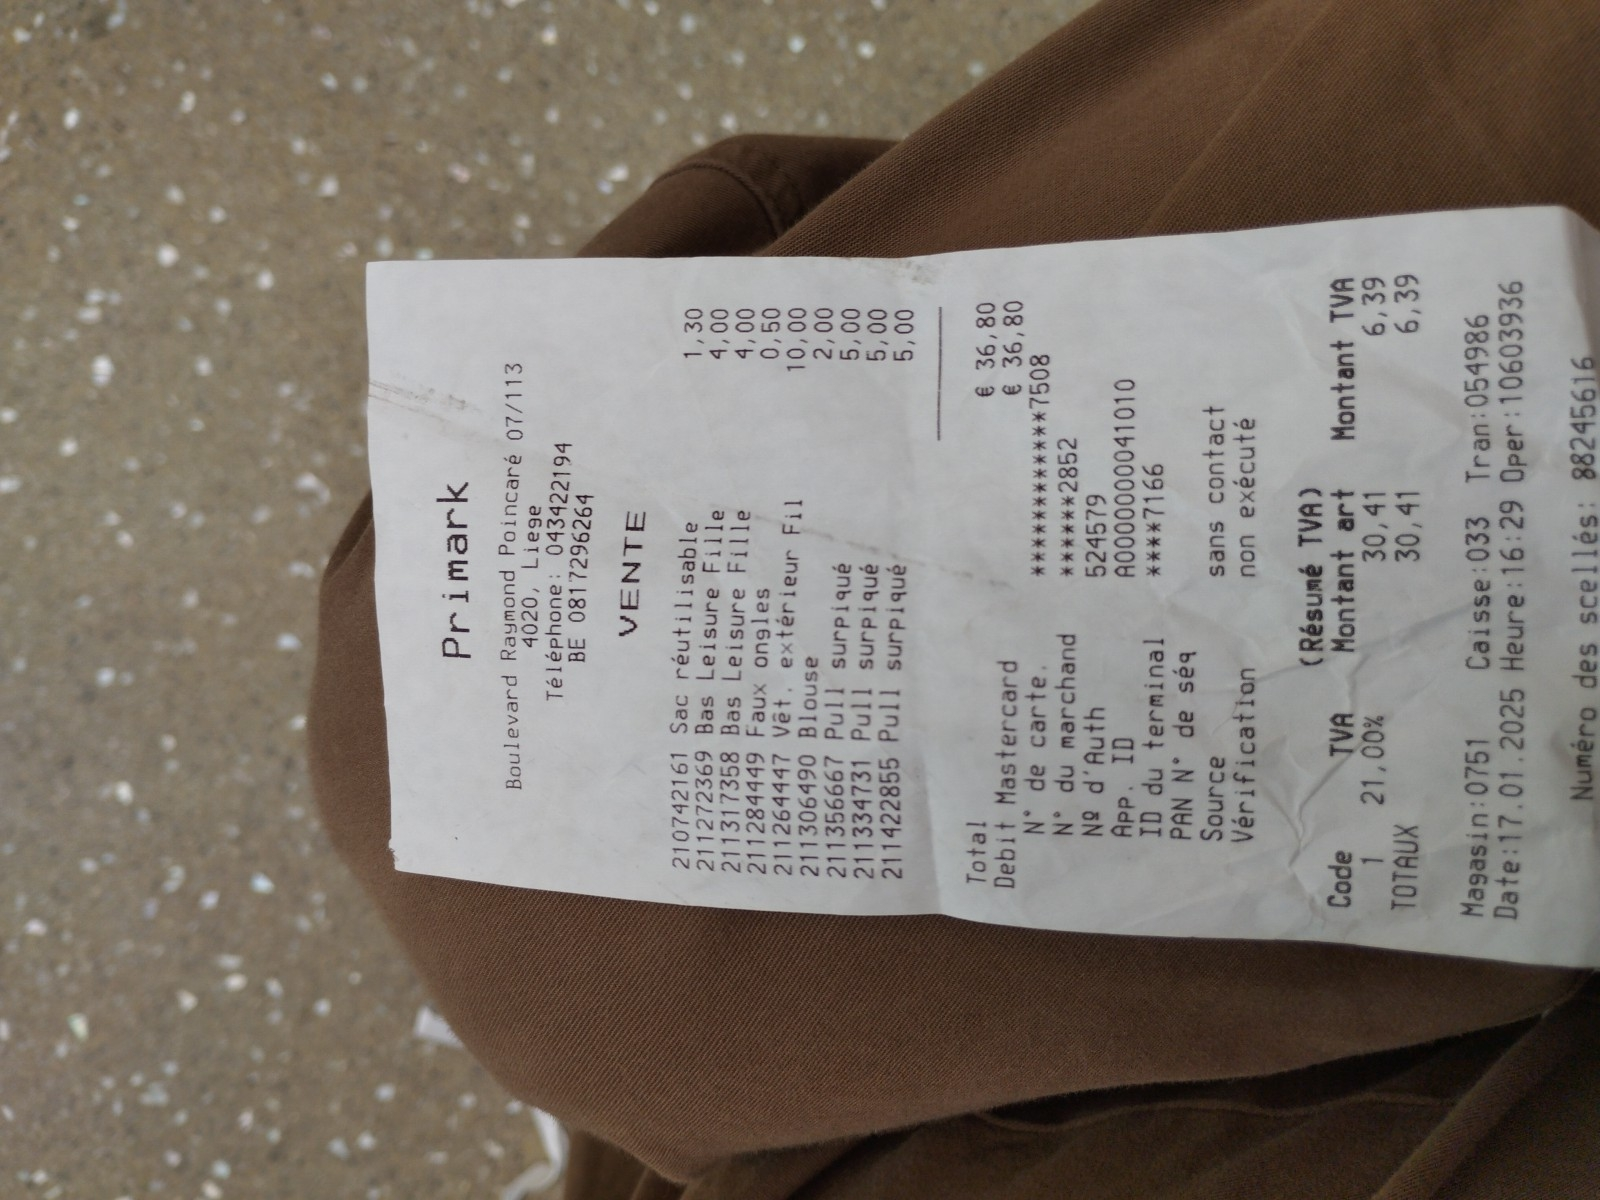 Primark
Boulevard Raymond Poincaré 07/113
4020, Liege
Téléphone: 0434422194
BE 0817296264
VENTE
210742161 Sac réutilisable 1,30
211272369 Bas Leisure Fille 4,00
211317358 Bas Leisure Fille 4,00
211284449 Faux ongles 0,50
211264447 Vêt. extérieur Fil 10,00
211306490 Blouse 2,00
211356667 Pull surpiqué 5,00
211334731 Pull surpiqué 5,00
211422855 Pull surpiqué 5,00
Total € 36,80
Debit Mastercard € 36,80
N° de carte. ************7508
N° du marchand ******2852
Nº d'Auth 524579
App. ID A0000000041010
ID du terminal ****7166
PAN N° de séq
Source sans contact
Vérification non exécuté
(Résumé TVA)
Code TVA Montant art Montant TVA
1 21,00% 30,41 6,39
TOTAUX 30,41 6,39
Magasin:0751 Caisse:033 Tran:054986
Date:17.01.2025 Heure:16:29 Oper:10603936
Numéro des scellés: 88245616